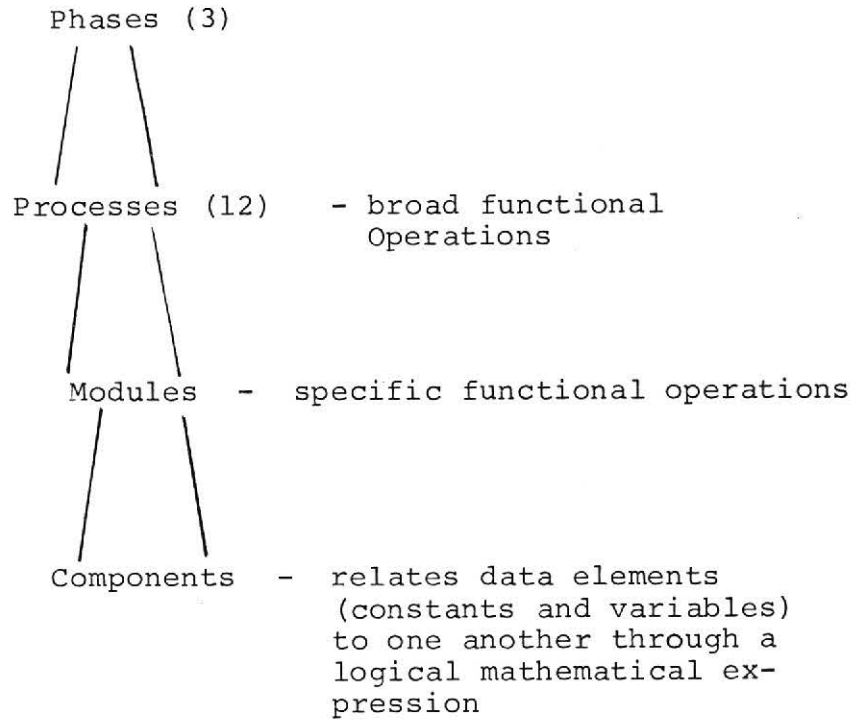 Phases (3)
Processes (12) - broad functional
Operations
Modules - specific functional operations
Components - relates data elements
(constants and variables)
to one another through a
logical mathematical ex-
pression